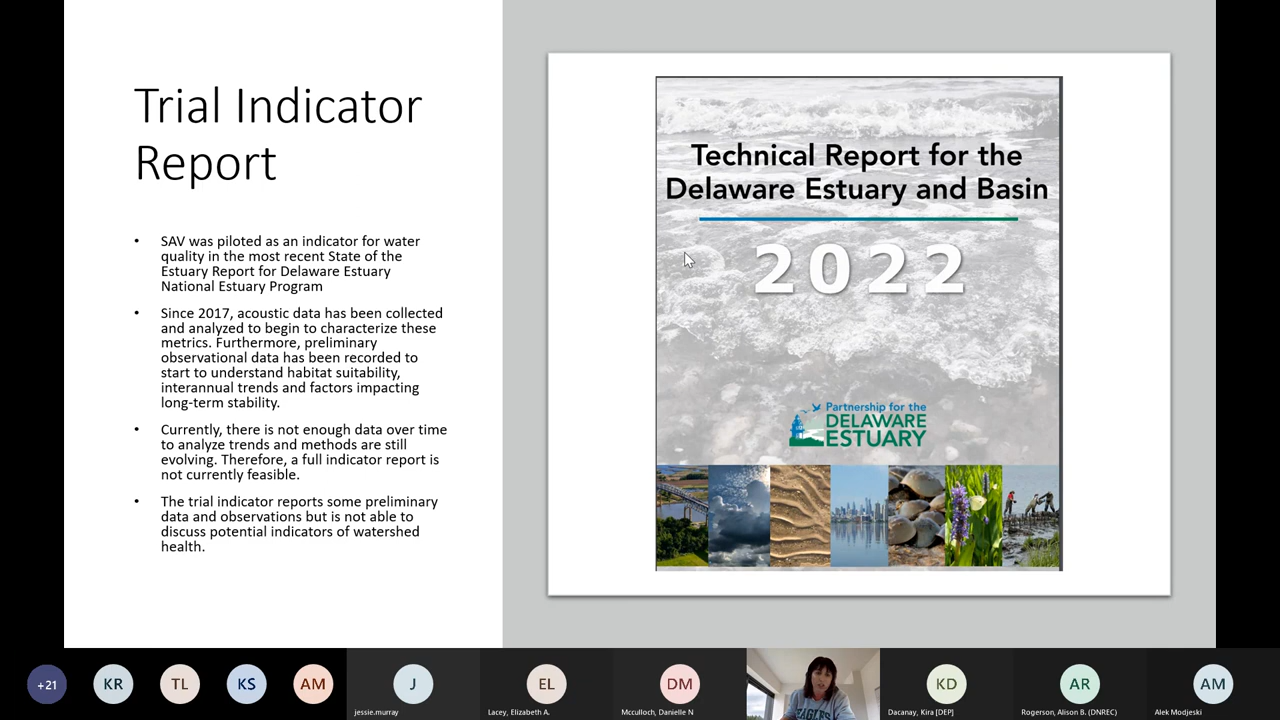 Trial Indicator
Report
• SAV was piloted as an indicator for water
quality in the most recent State of the
Estuary Report for Delaware Estuary
National Estuary Program
• Since 2017, acoustic data has been collected
and analyzed to begin to characterize these
metrics. Furthermore, preliminary
observational data has been recorded to
start to understand habitat suitability,
interannual trends and factors impacting
long-term stability.
• Currently, there is not enough data over time
to analyze trends and methods are still
evolving. Therefore, a full indicator report is
not currently feasible.
• The trial indicator reports some preliminary
data and observations but is not able to
discuss potential indicators of watershed
health.
Technical Report for the
Delaware Estuary and Basin
2022
Partnership for the
DELAWARE
ESTUARY
+21
KR
TL
KS
AM
J
EL
DM
EAGLES
KD
AR
AM
jessie.murray
Lacey, Elizabeth A.
Mcculloch, Danielle N
Dacanay, Kira [DEP]
Rogerson, Alison B. (DNREC)
Alek Modjeski